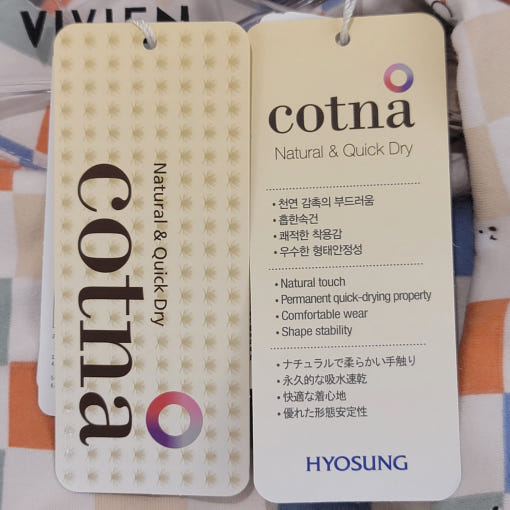 VIVIEN
cotna
Natural & Quick Dry
cotna
Natural & Quick Dry
• 천연 감촉의 부드러움
• 흡한속건
• 쾌적한 착용감
• 우수한 형태안정성
• Natural touch
• Permanent quick-drying property
• Comfortable wear
• Shape stability
• ナチュラルで柔らかい手触り
• 永久的な吸水速乾
• 快適な着心地
• 優れた形態安定性
HYOSUNG